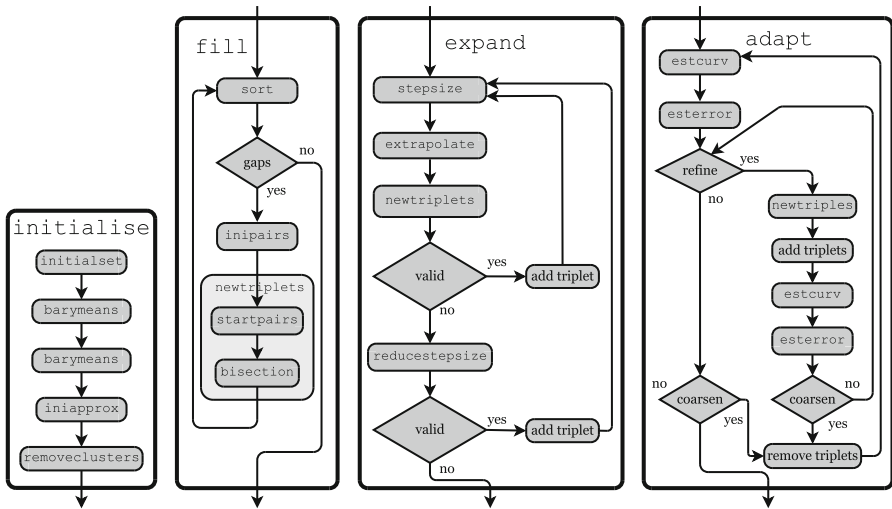 initialise
initialset
barymeans
barymeans
iniapprox
removeclusters
fill
sort
gaps
no
yes
inipairs
newtriplets
startpairs
bisection
expand
stepsize
extrapolate
newtriplets
valid
yes
add triplet
no
reducestepsize
valid
yes
add triplet
no
adapt
estcurv
esterror
refine
yes
no
newtriples
add triplets
estcurv
esterror
no
coarsen
yes
coarsen
no
yes
remove triplets